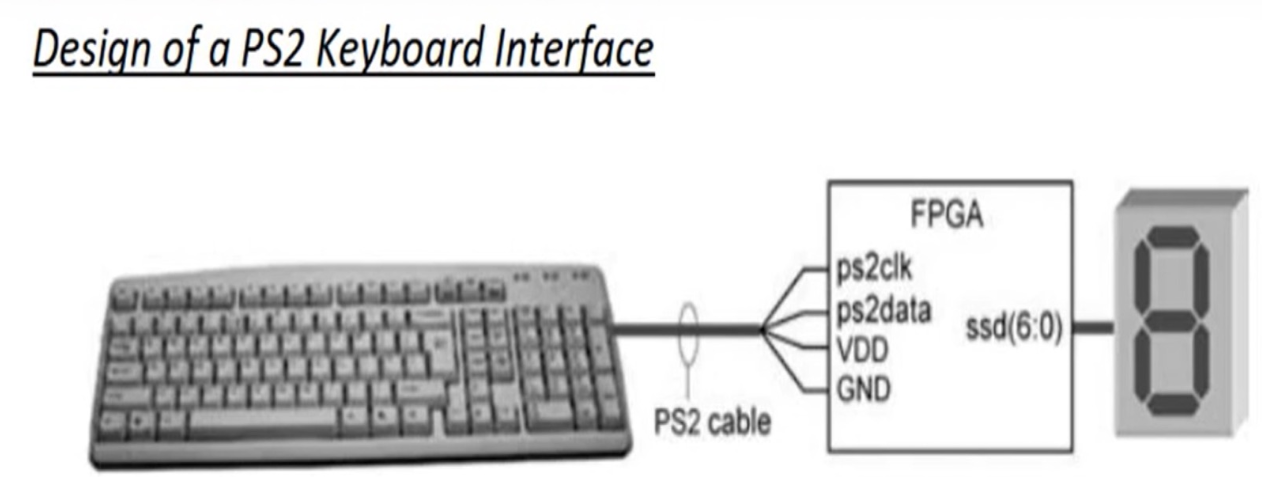 Design of a PS2 Keyboard Interface
FPGA
ps2clk
ps2data
ssd(6:0)
VDD
GND
PS2 cable